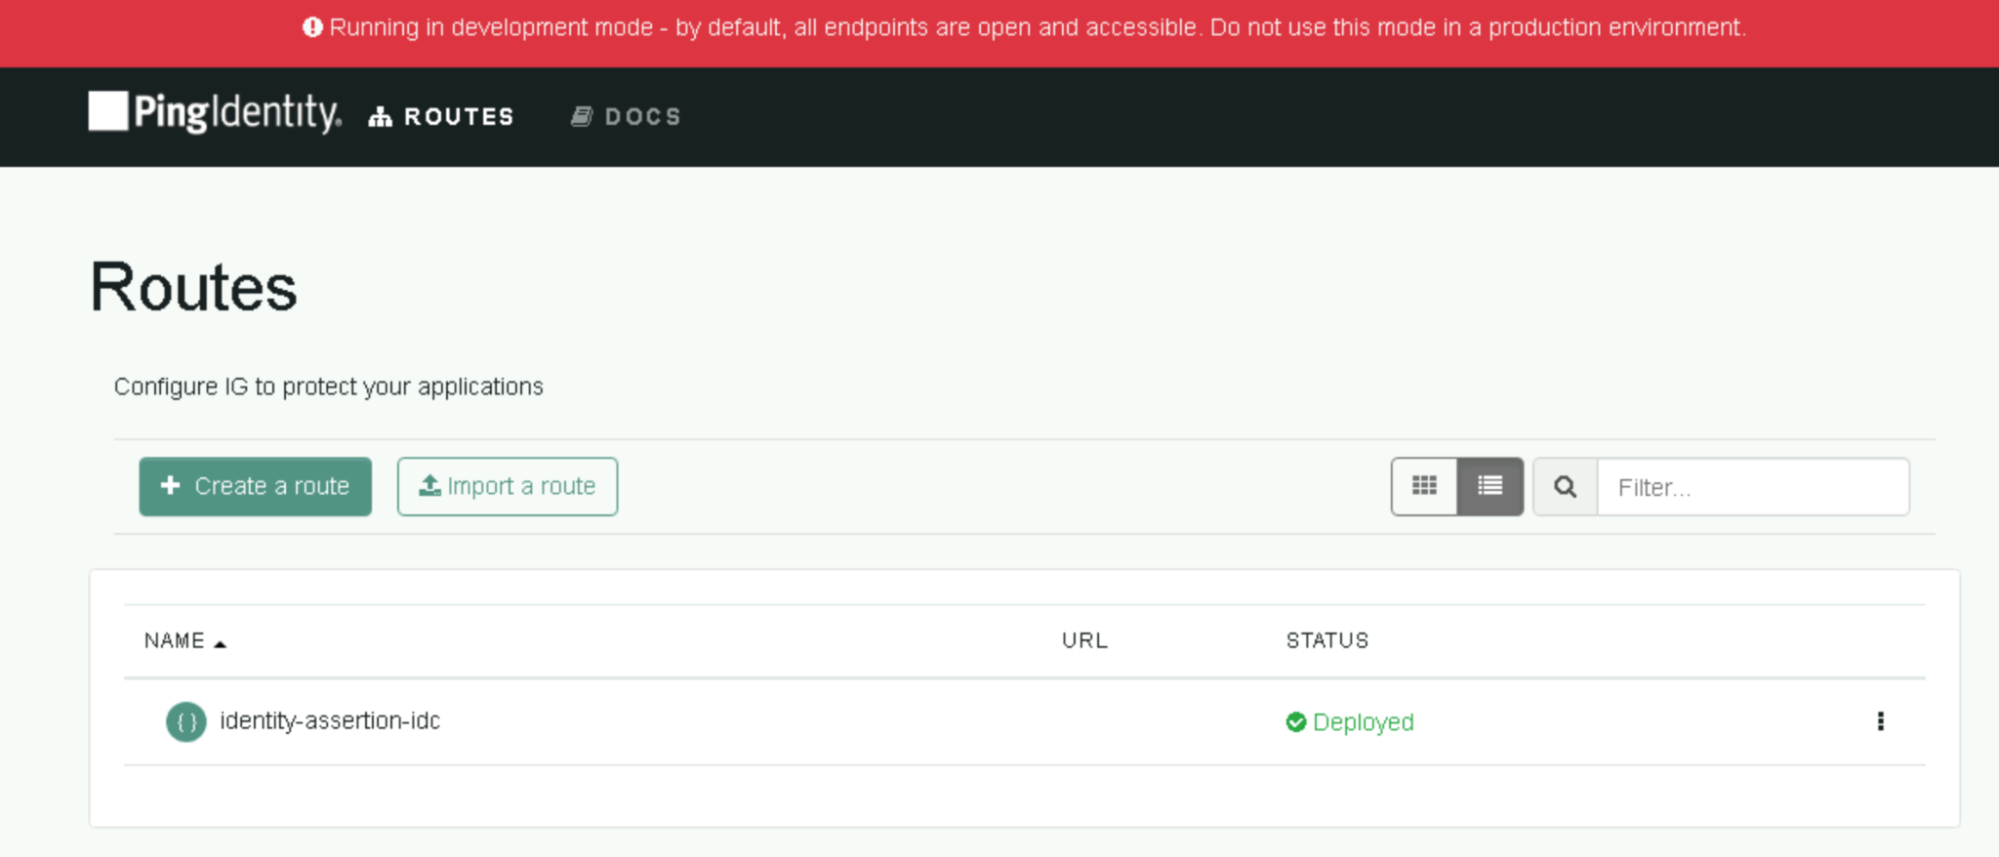 Running in development mode - by default, all endpoints are open and accessible. Do not use this mode in a production environment.
PingIdentity. ROUTES DOCS
Routes
Configure IG to protect your applications
+ Create a route Import a route Filter...
NAME URL STATUS
{ } identity-assertion-idc Deployed